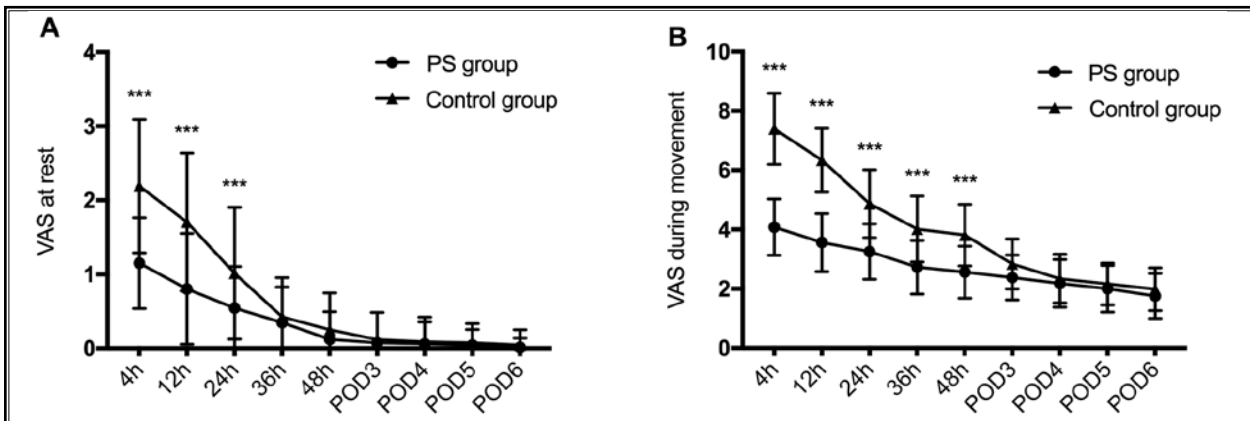 A
4
3
2
1
0
VAS at rest
PS group
Control group
***
***
***
4h
12h
24h
36h
48h
POD3
POD4
POD5
POD6
B
10
8
6
4
2
0
VAS during movement
PS group
Control group
***
***
***
***
***
4h
12h
24h
36h
48h
POD3
POD4
POD5
POD6